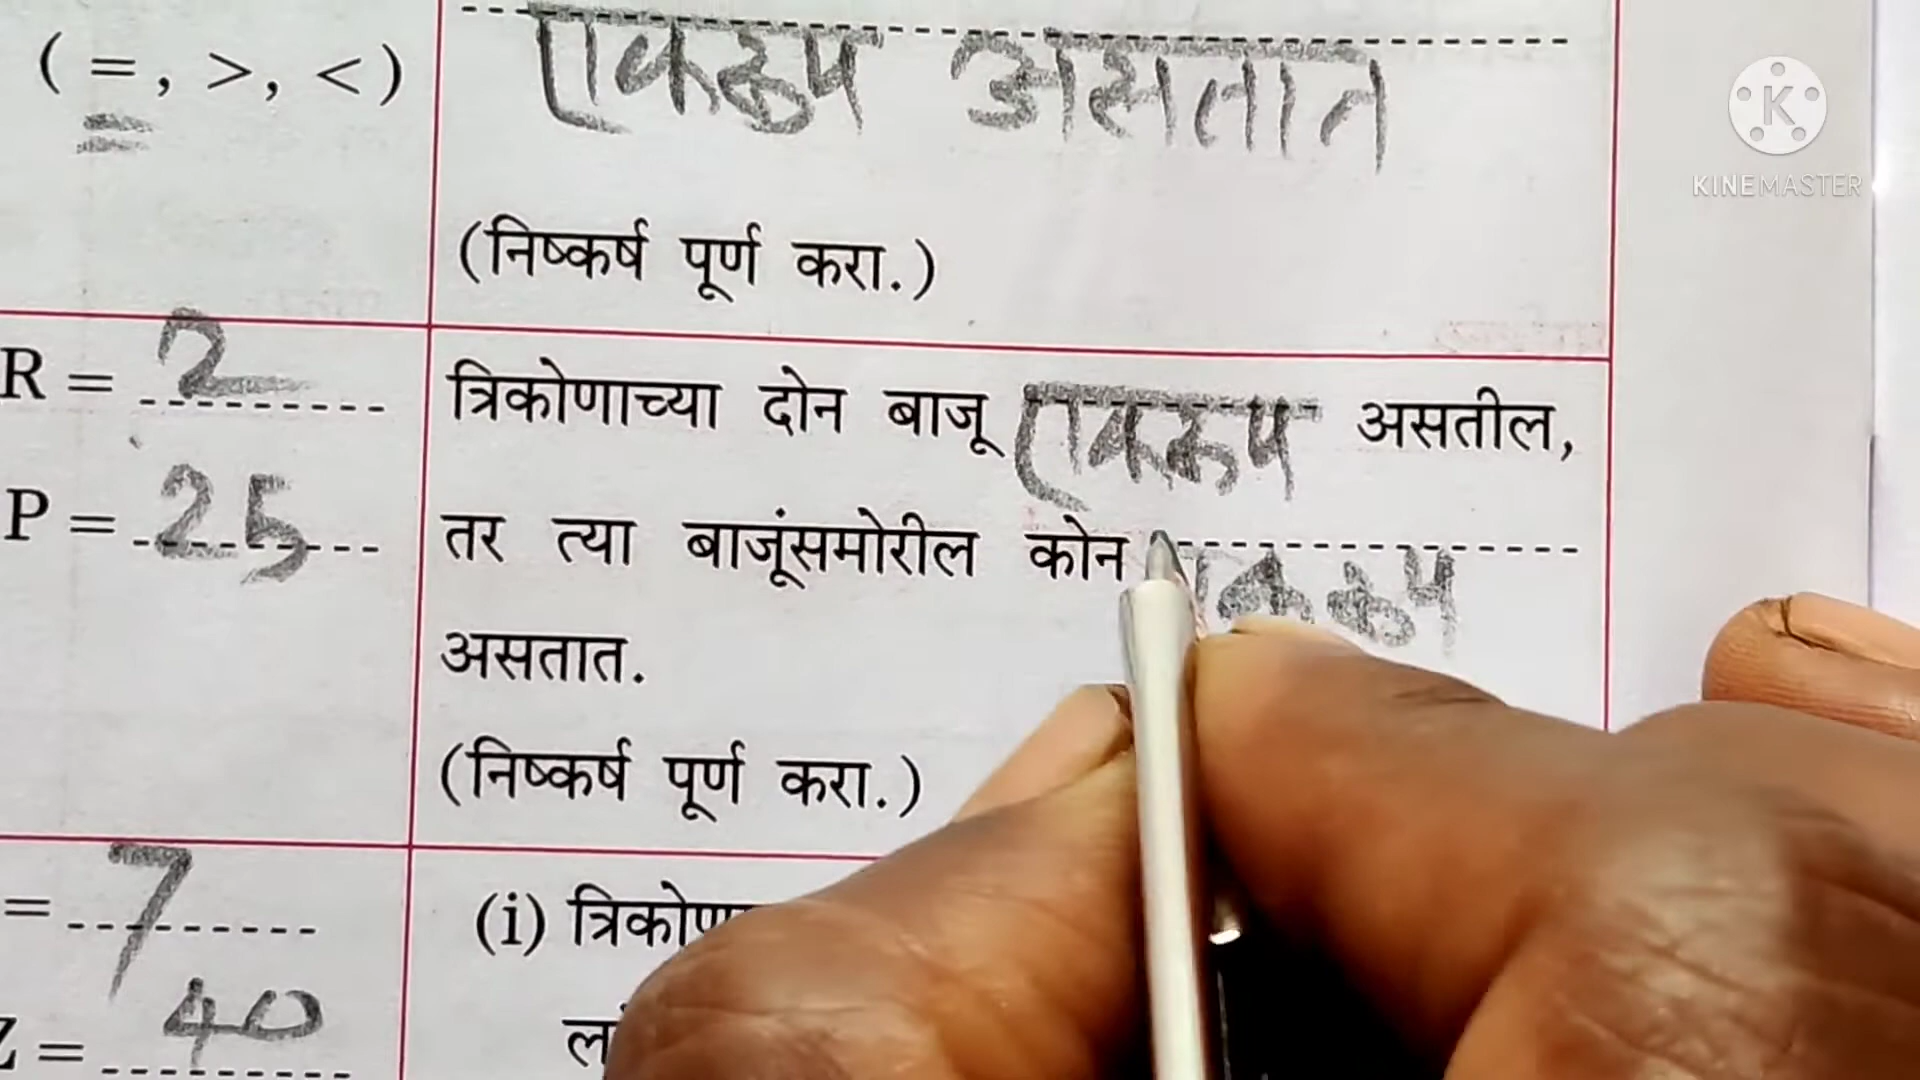 ( =, >, < )
=
एकरूप असतात
(निष्कर्ष पूर्ण करा.)
R = 2
त्रिकोणाच्या दोन बाजू एकरूप असतील,
P = 25
तर त्या बाजूंसमोरील कोन एकरूप
असतात.
(निष्कर्ष पूर्ण करा.)
= 7
(i) त्रिकोण
Z = 40
KINEMASTER